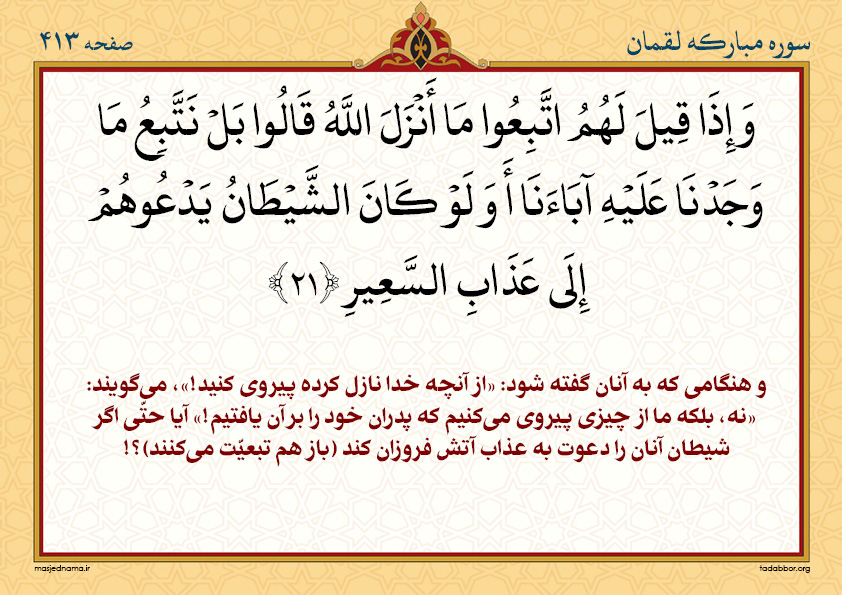 سوره مبارکه لقمان
صفحه ۴۱۳
وَإِذَا قِيلَ لَهُمُ اتَّبِعُوا مَا أَنْزَلَ اللَّهُ قَالُوا بَلْ نَتَّبِعُ مَا
وَجَدْنَا عَلَيْهِ آبَاءَنَا أَوَلَوْ كَانَ الشَّيْطَانُ يَدْعُوهُمْ
إِلَى عَذَابِ السَّعِيرِ ﴿۲۱﴾
و هنگامی که به آنان گفته شود: «از آنچه خدا نازل کرده پیروی کنید!»، می‌گویند:
«نه، بلکه ما از چیزی پیروی می‌کنیم که پدران خود را بر آن یافتیم!» آیا حتّی اگر
شیطان آنان را دعوت به عذاب آتش فروزان کند (باز هم تبعیّت می‌کنند)؟!
masjednama.ir
tadabbor.org